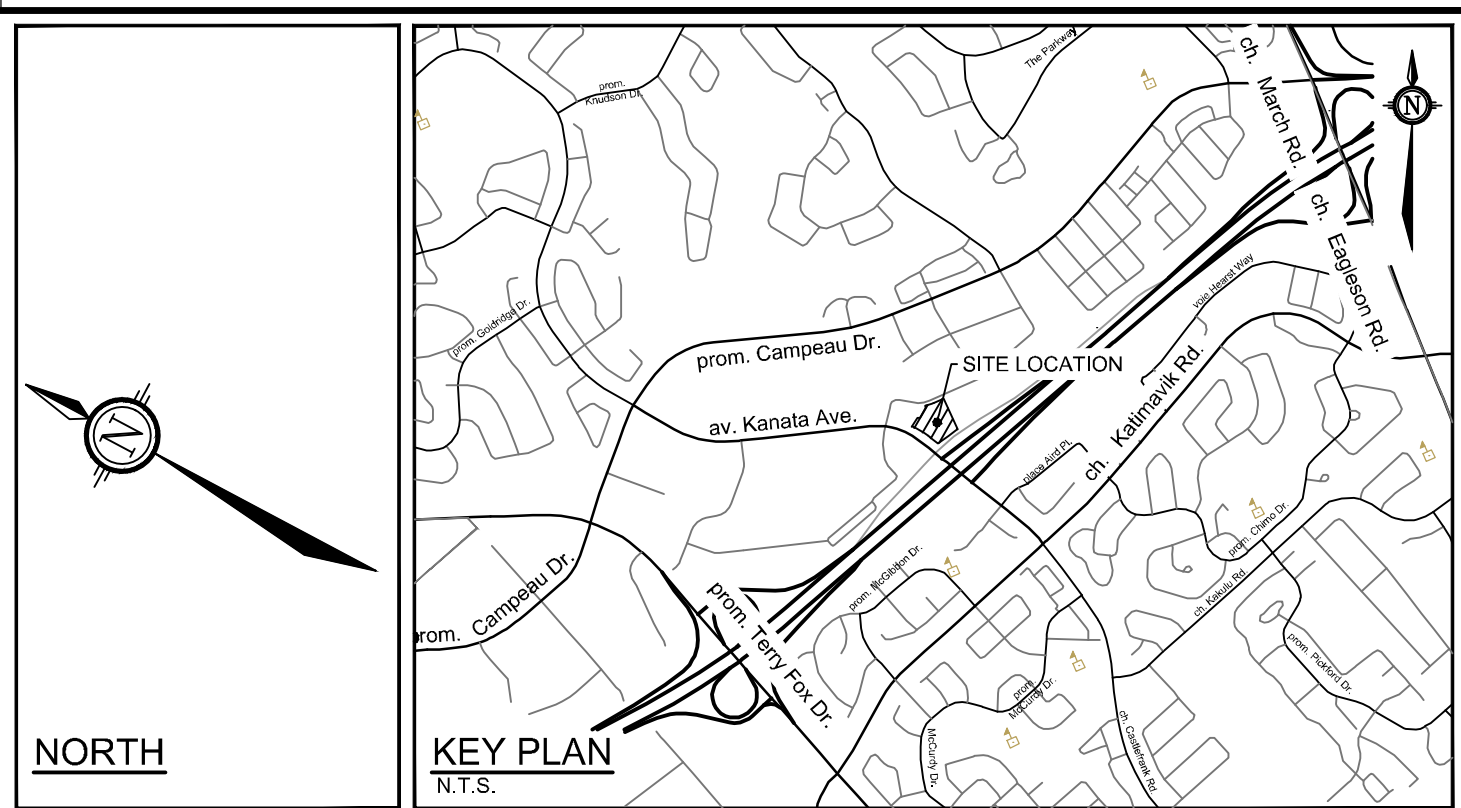 N
NORTH
The Parkway
ch. March Rd.
N
prom.
Knudson Dr.
ch. Eagleson Rd.
voie Hearst Way
prom. Goldridge Dr.
prom. Campeau Dr.
SITE LOCATION
ch. Katimavik Rd.
av. Kanata Ave.
place Aird Pl.
prom. Chimo Dr.
prom. McGibbon Dr.
ch. Kakulu Rd.
rom. Campeau Dr.
prom. Terry Fox Dr.
prom. Pickford Dr.
prom.
McCurdy Dr.
McCurdy Dr.
ch. Castlefrank Rd.
KEY PLAN
N.T.S.